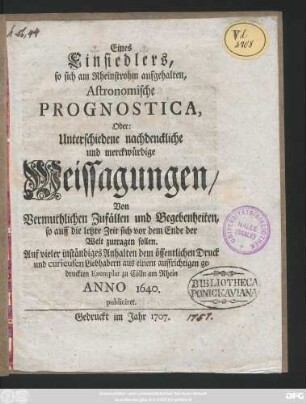 Eines
Einsiedlers,
so sich am Rheinstrohm aufgehalten,
Astronomische
PROGNOSTICA,
Oder:
Unterschiedene nachdenckliche
und merckwürdige
Weissagungen/
Von
Vermuthlichen Zufällen und Begebenheiten,
so auff die letzte Zeit sich vor dem Ende der
Welt zutragen sollen.
Auf vieler inständiges Anhalten dem öffentlichen Druck
und curieusen Liebhabern aus einem auffrichtigen ge-
druckten Exemplar zu Cölln am Rhein
ANNO 1640.
publiciret.
BIBLIOTHECA
PONICKAVIANA
Gedruckt im Jahr 1707.